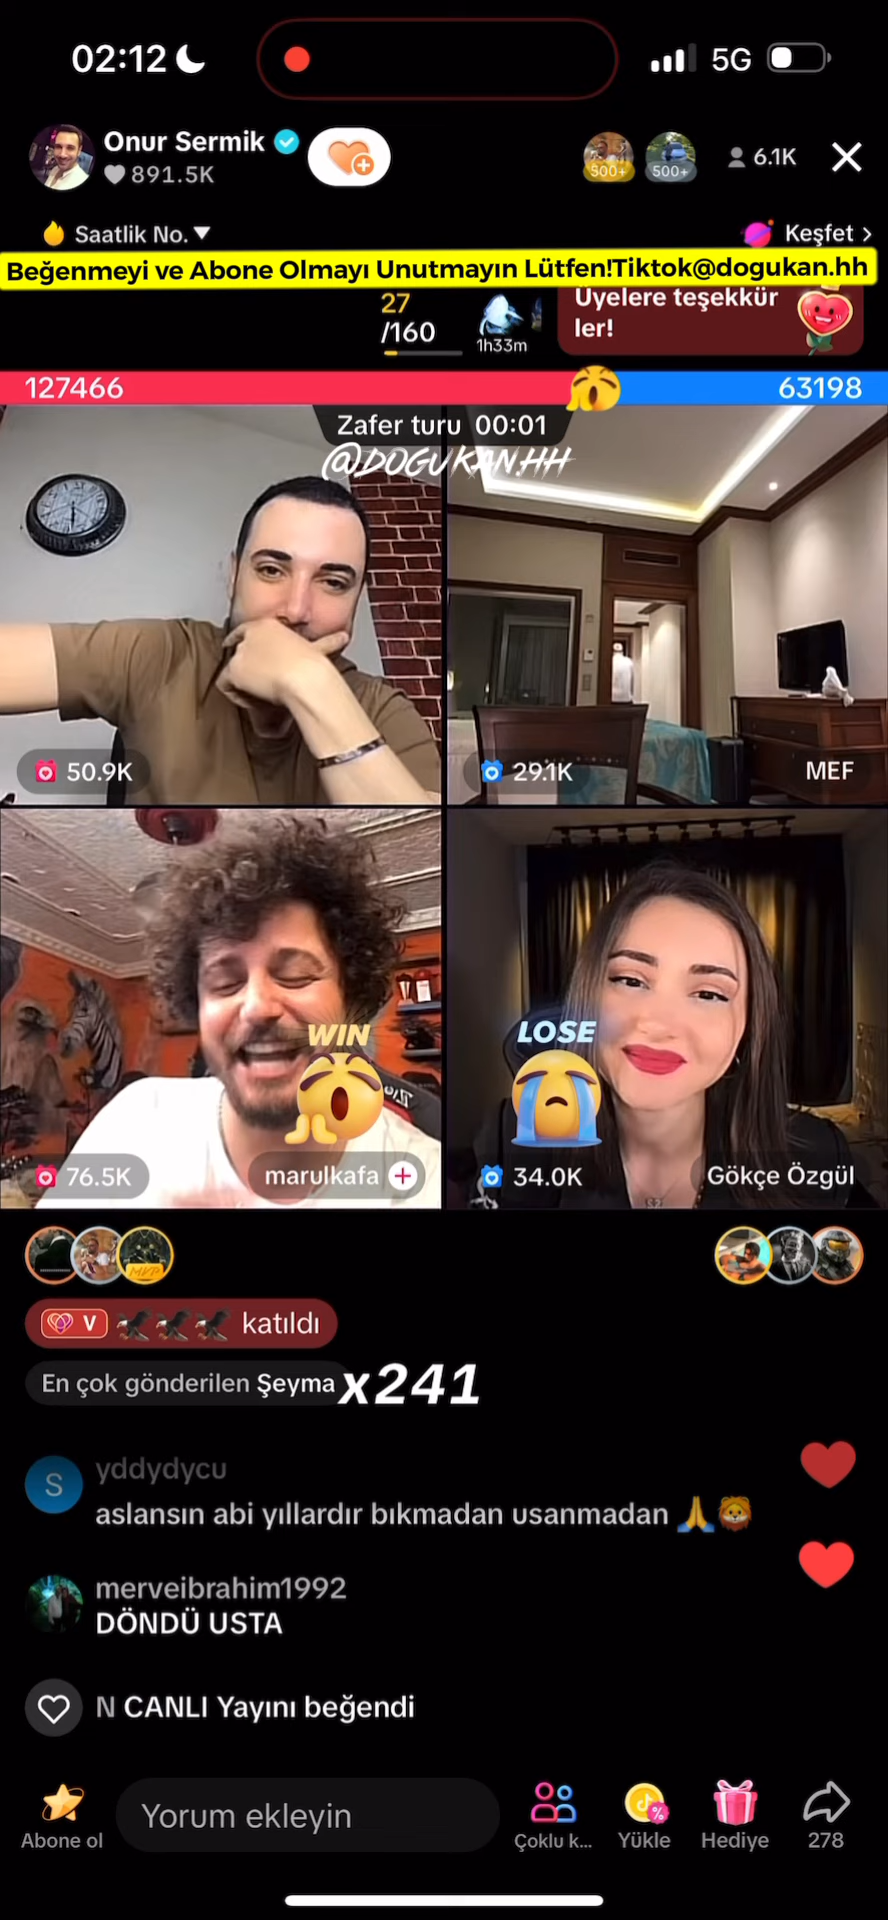 02:12
5G
Onur Sermik
891.5K
500+
500+
6.1K
Saatlik No.
Keşfet
Beğenmeyi ve Abone Olmayı Unutmayın Lütfen!Tiktok@dogukan.hh
27
/160
1h33m
Üyelere teşekkür
ler!
127466
63198
Zafer turu 00:01
@DOGUKAN.HH
50.9K
29.1K
MEF
WIN
LOSE
76.5K
marulkafa
34.0K
Gökçe Özgül
MVP
V
katıldı
En çok gönderilen Şeyma
x241
S
yddydycu
aslansın abi yıllardır bıkmadan usanmadan 🙏🦁
merveibrahim1992
DÖNDÜ USTA
N CANLI Yayını beğendi
Abone ol
Yorum ekleyin
Çoklu k...
Yükle
Hediye
278